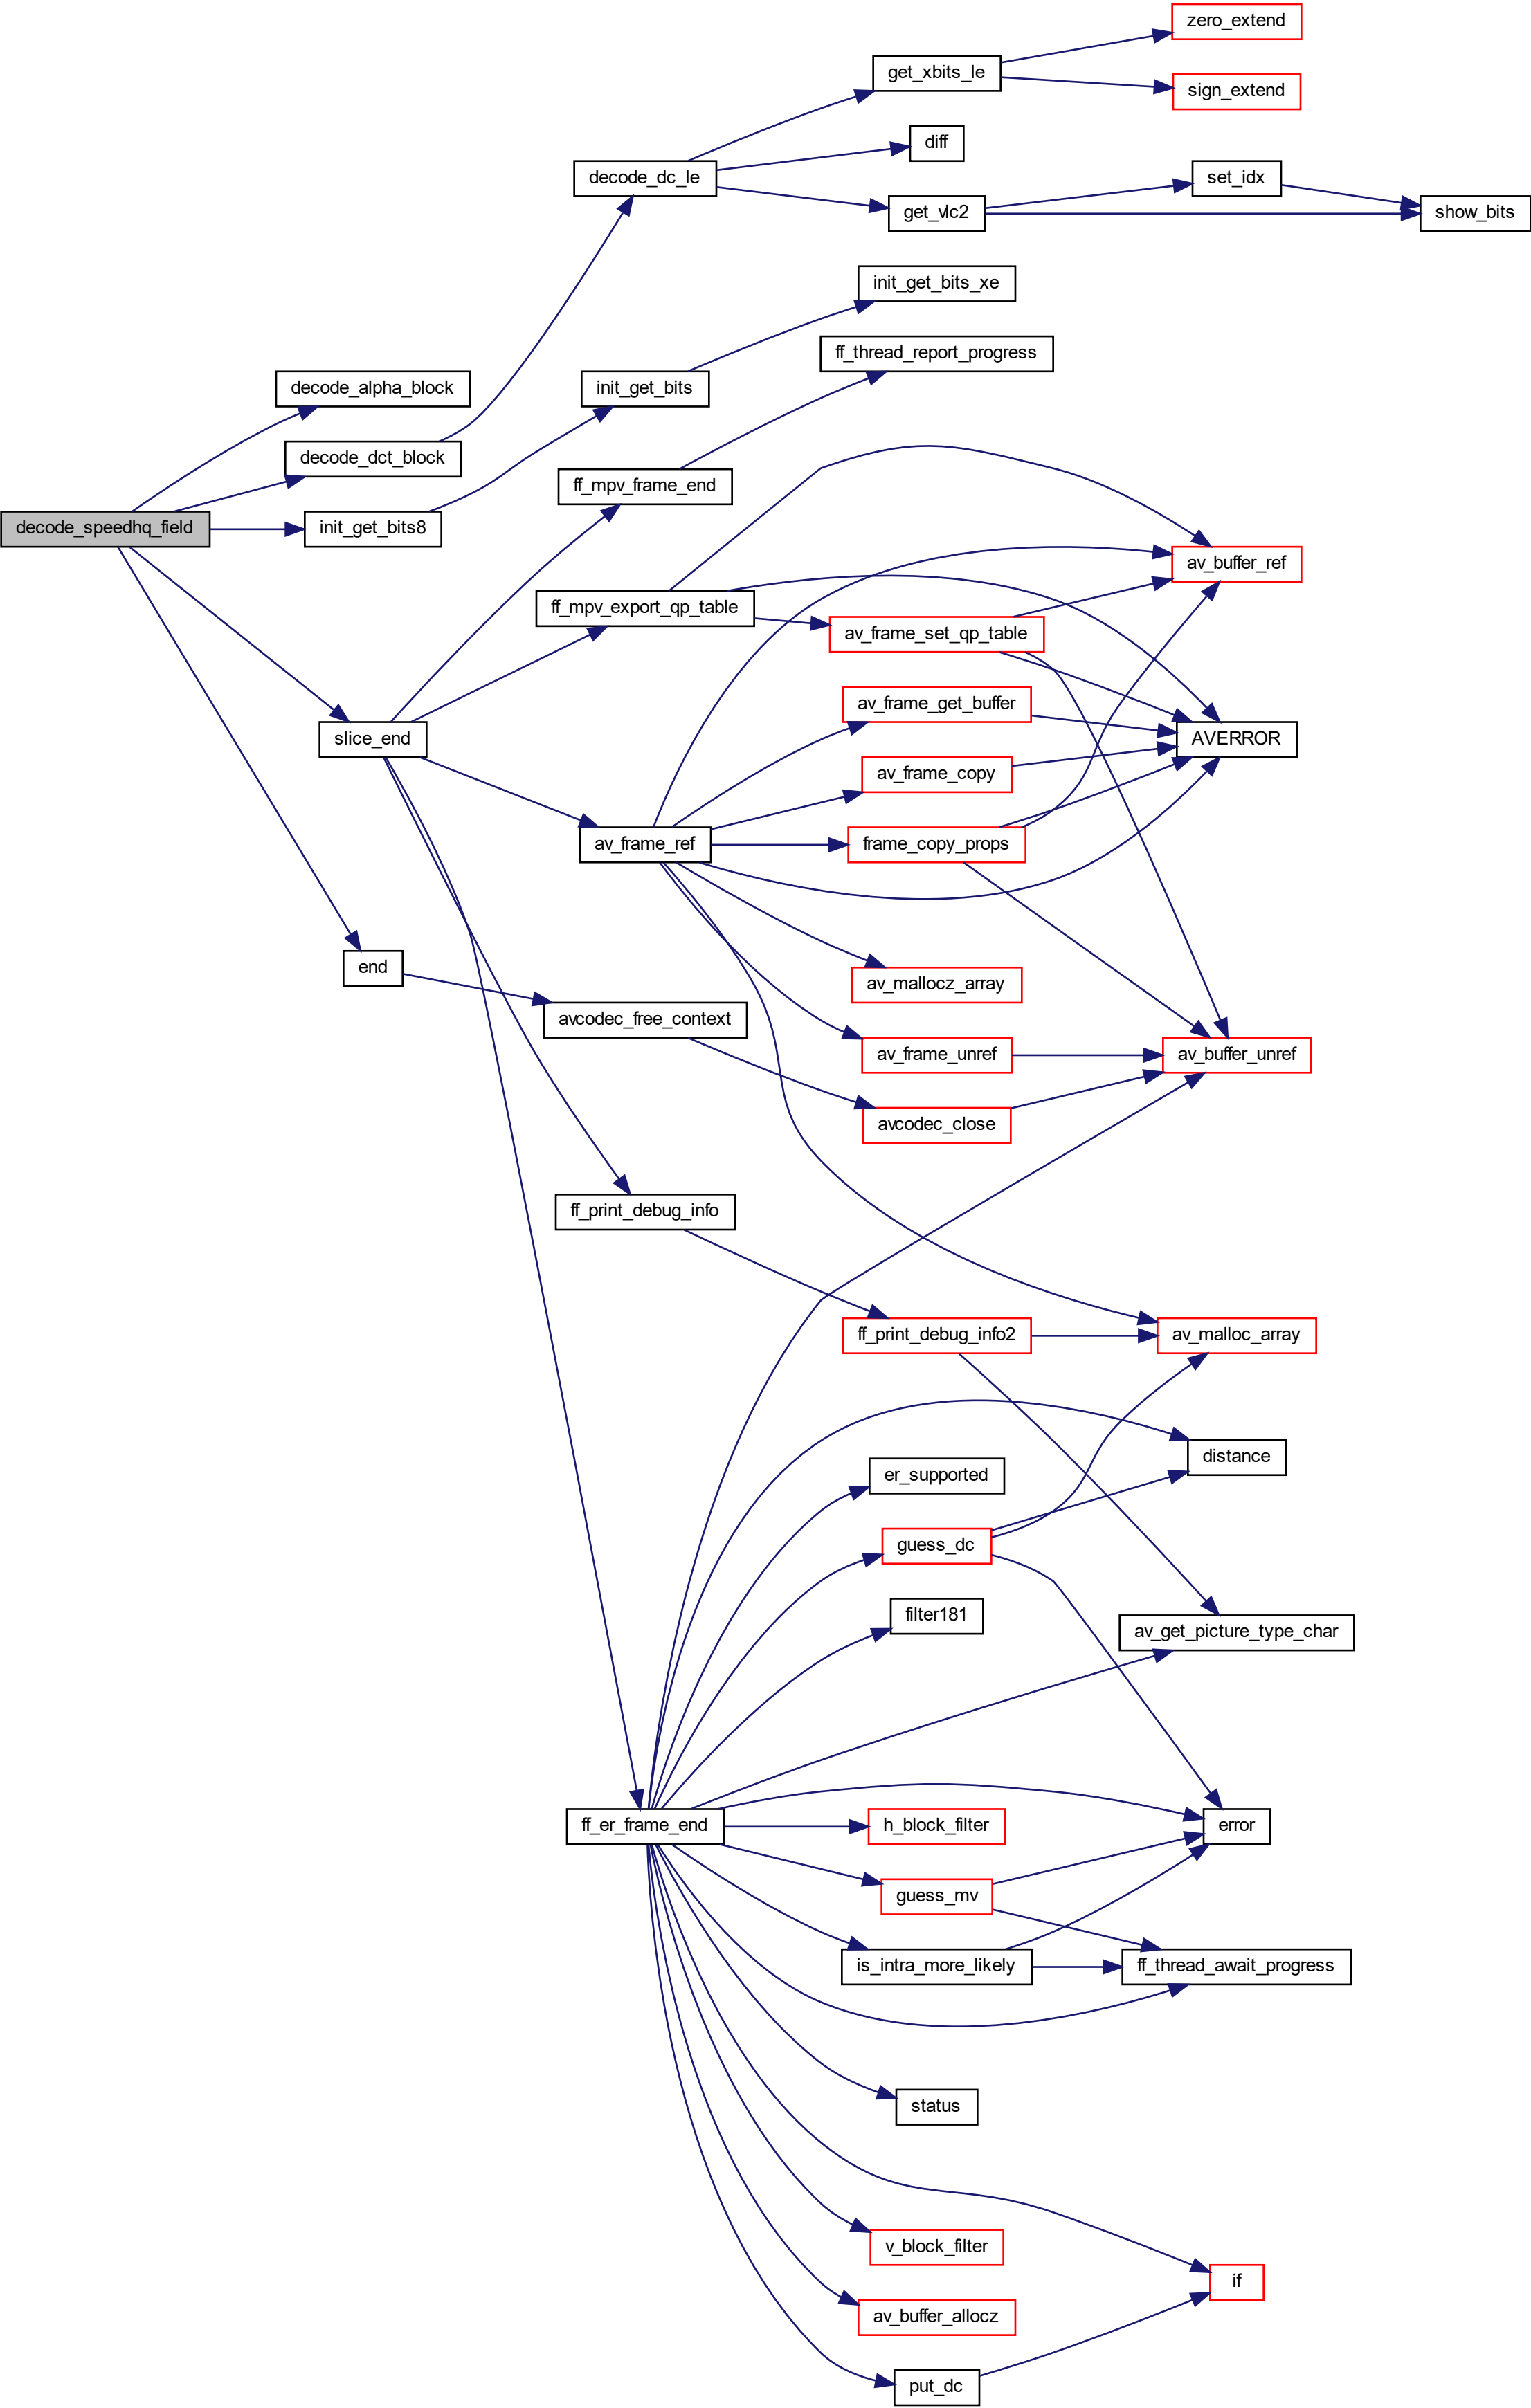 zero_extend
get_xbits_le
sign_extend
diff
decode_dc_le
set_idx
get_vlc2
show_bits
init_get_bits_xe
ff_thread_report_progress
decode_alpha_block
init_get_bits
decode_dct_block
ff_mpv_frame_end
decode_speedhq_field
init_get_bits8
av_buffer_ref
ff_mpv_export_qp_table
av_frame_set_qp_table
av_frame_get_buffer
slice_end
AVERROR
av_frame_copy
av_frame_ref
frame_copy_props
end
av_mallocz_array
avcodec_free_context
av_frame_unref
av_buffer_unref
avcodec_close
ff_print_debug_info
ff_print_debug_info2
av_malloc_array
distance
er_supported
guess_dc
filter181
av_get_picture_type_char
ff_er_frame_end
h_block_filter
error
guess_mv
is_intra_more_likely
ff_thread_await_progress
status
v_block_filter
if
av_buffer_allocz
put_dc